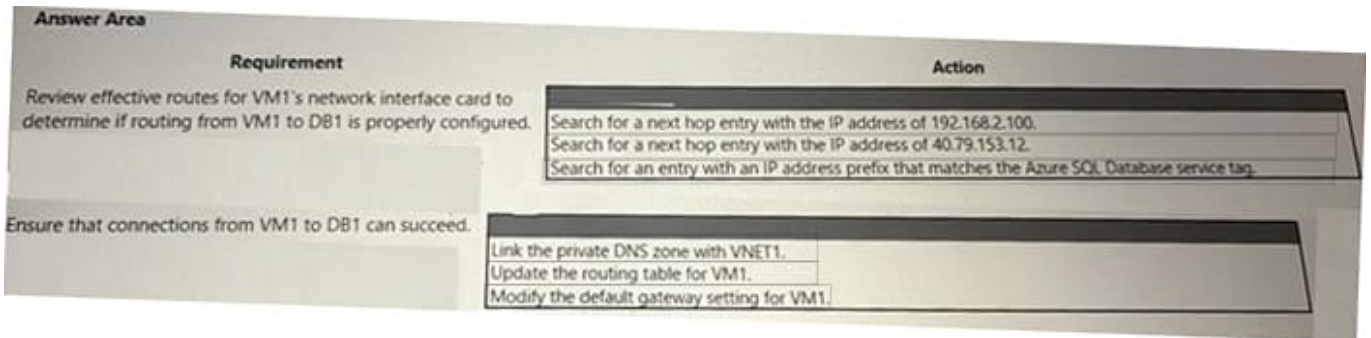 Answer Area
Requirement
Action
Review effective routes for VM1's network interface card to
determine if routing from VM1 to DB1 is properly configured.
Search for a next hop entry with the IP address of 192.168.2.100.
Search for a next hop entry with the IP address of 40.79.153.12.
Search for an entry with an IP address prefix that matches the Azure SQL Database service tag.
Ensure that connections from VM1 to DB1 can succeed.
Link the private DNS zone with VNET1.
Update the routing table for VM1.
Modify the default gateway setting for VM1.